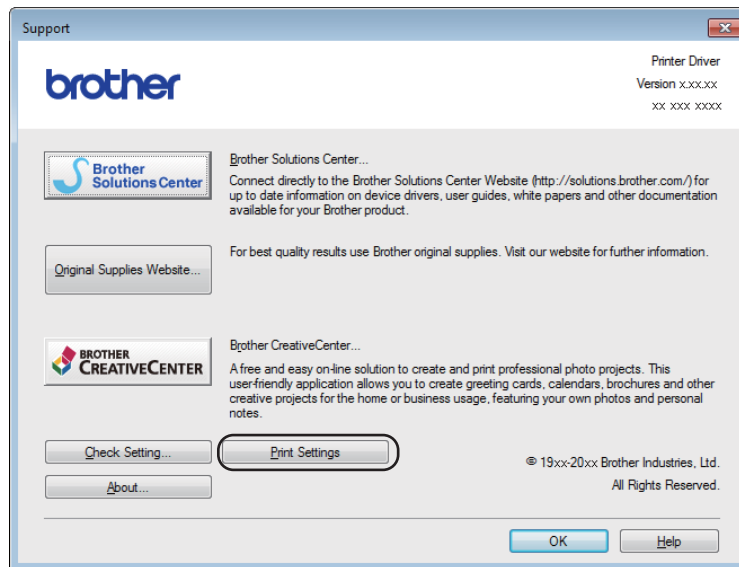 Support
brother
Printer Driver
Version x.xx.xx
xx xxx xxxx
Brother
Solutions Center
Brother Solutions Center...
Connect directly to the Brother Solutions Center Website (http://solutions.brother.com/) for
up to date information on device drivers, user guides, white papers and other documentation
available for your Brother product.
Original Supplies Website...
For best quality results use Brother original supplies. Visit our website for further information.
BROTHER
CREATIVECENTER
Brother CreativeCenter...
A free and easy on-line solution to create and print professional photo projects. This
user-friendly application allows you to create greeting cards, calendars, brochures and other
creative projects for the home or business usage, featuring your own photos and personal
notes.
Check Setting...
Print Settings
About...
© 19xx-20xx Brother Industries, Ltd.
All Rights Reserved.
OK
Help